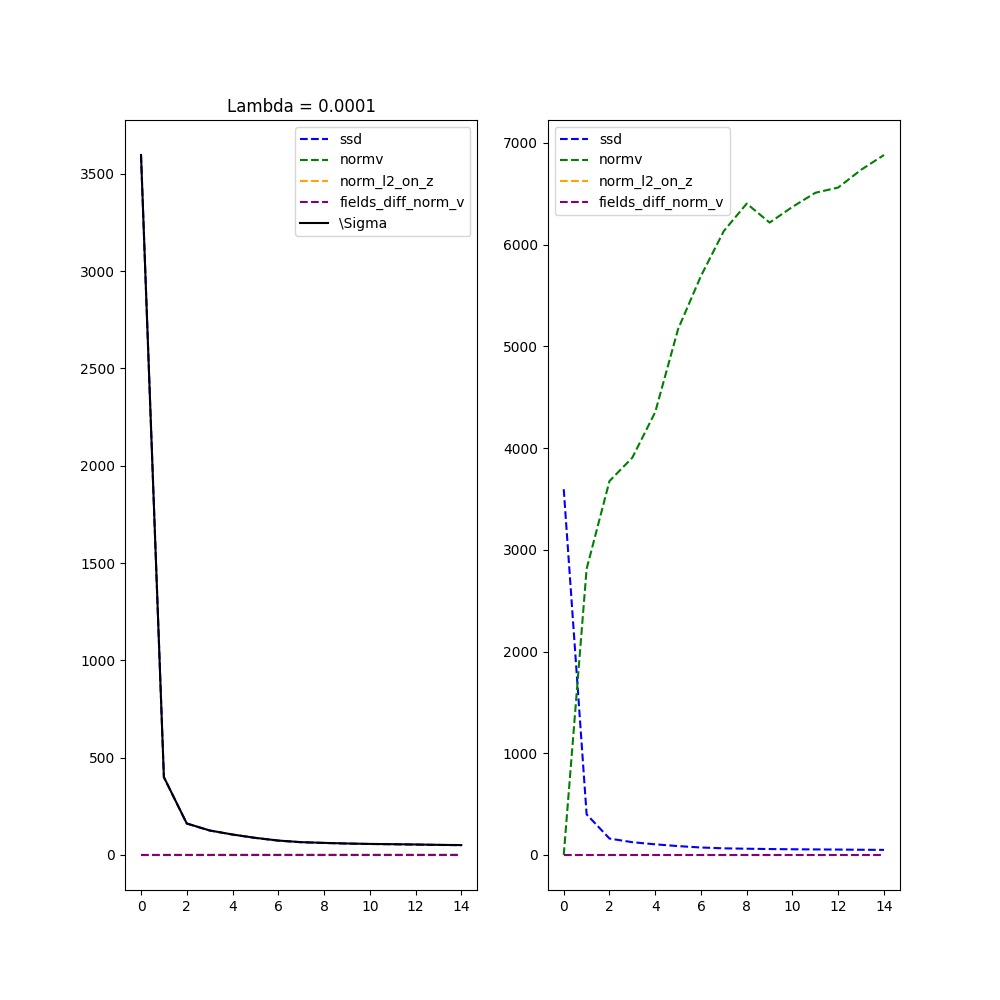 Lambda = 0.0001
ssd
normv
norm_l2_on_z
fields_diff_norm_v
\Sigma
3500
3000
2500
2000
1500
1000
500
0
0 2 4 6 8 10 12 14
ssd
normv
norm_l2_on_z
fields_diff_norm_v
7000
6000
5000
4000
3000
2000
1000
0
0 2 4 6 8 10 12 14